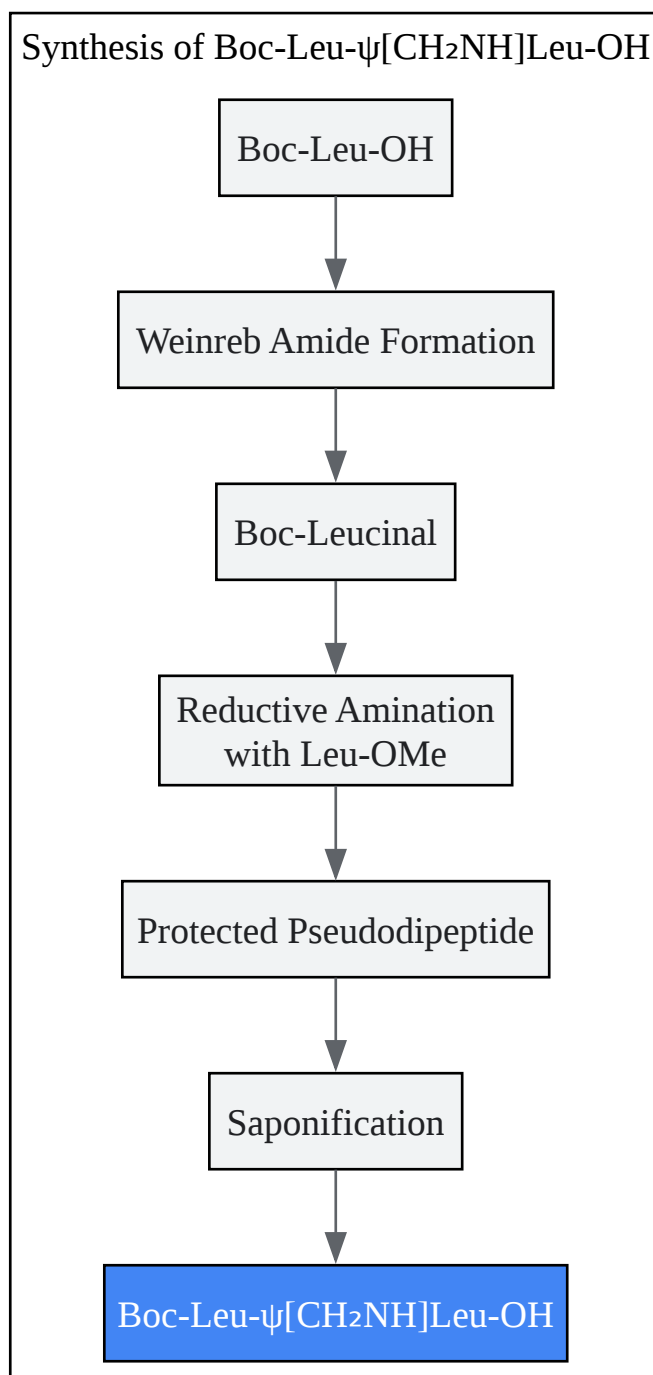 Synthesis of Boc-Leu-ψ[CH₂NH]Leu-OH
Boc-Leu-OH
Weinreb Amide Formation
Boc-Leucinal
Reductive Amination
with Leu-OMe
Protected Pseudodipeptide
Saponification
Boc-Leu-ψ[CH₂NH]Leu-OH